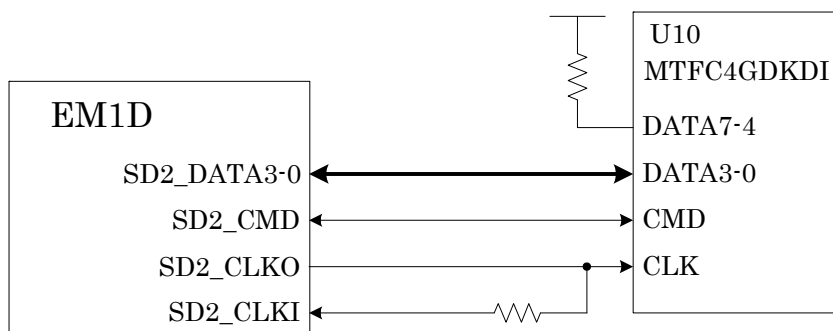 U10
MTFC4GDKDI
EM1D
DATA7-4
SD2_DATA3-0
DATA3-0
SD2_CMD
CMD
SD2_CLKO
CLK
SD2_CLKI